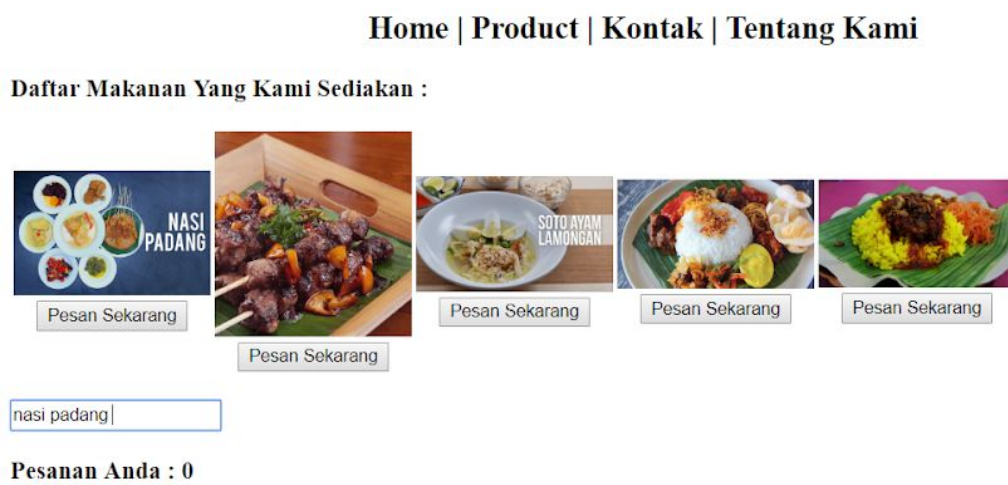 Home | Product | Kontak | Tentang Kami
Daftar Makanan Yang Kami Sediakan :
NASI
PADANG
SOTO AYAM
LAMONGAN
Pesan Sekarang
Pesan Sekarang
Pesan Sekarang
Pesan Sekarang
Pesan Sekarang
nasi padang
Pesanan Anda : 0